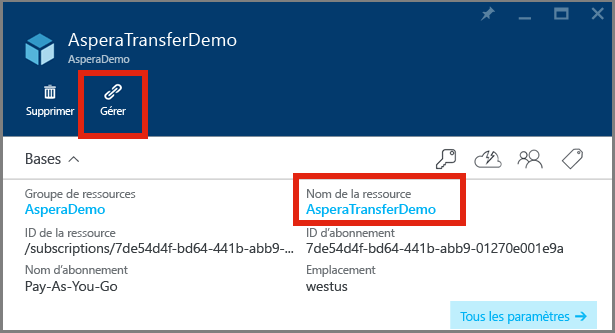 AsperaTransferDemo
AsperaDemo
Supprimer
Gérer
Bases
Groupe de ressources
AsperaDemo
Nom de la ressource
AsperaTransferDemo
ID de la ressource
/subscriptions/7de54d4f-bd64-441b-abb9-...
ID d'abonnement
7de54d4f-bd64-441b-abb9-01270e001e9a
Nom d'abonnement
Pay-As-You-Go
Emplacement
westus
Tous les paramètres →